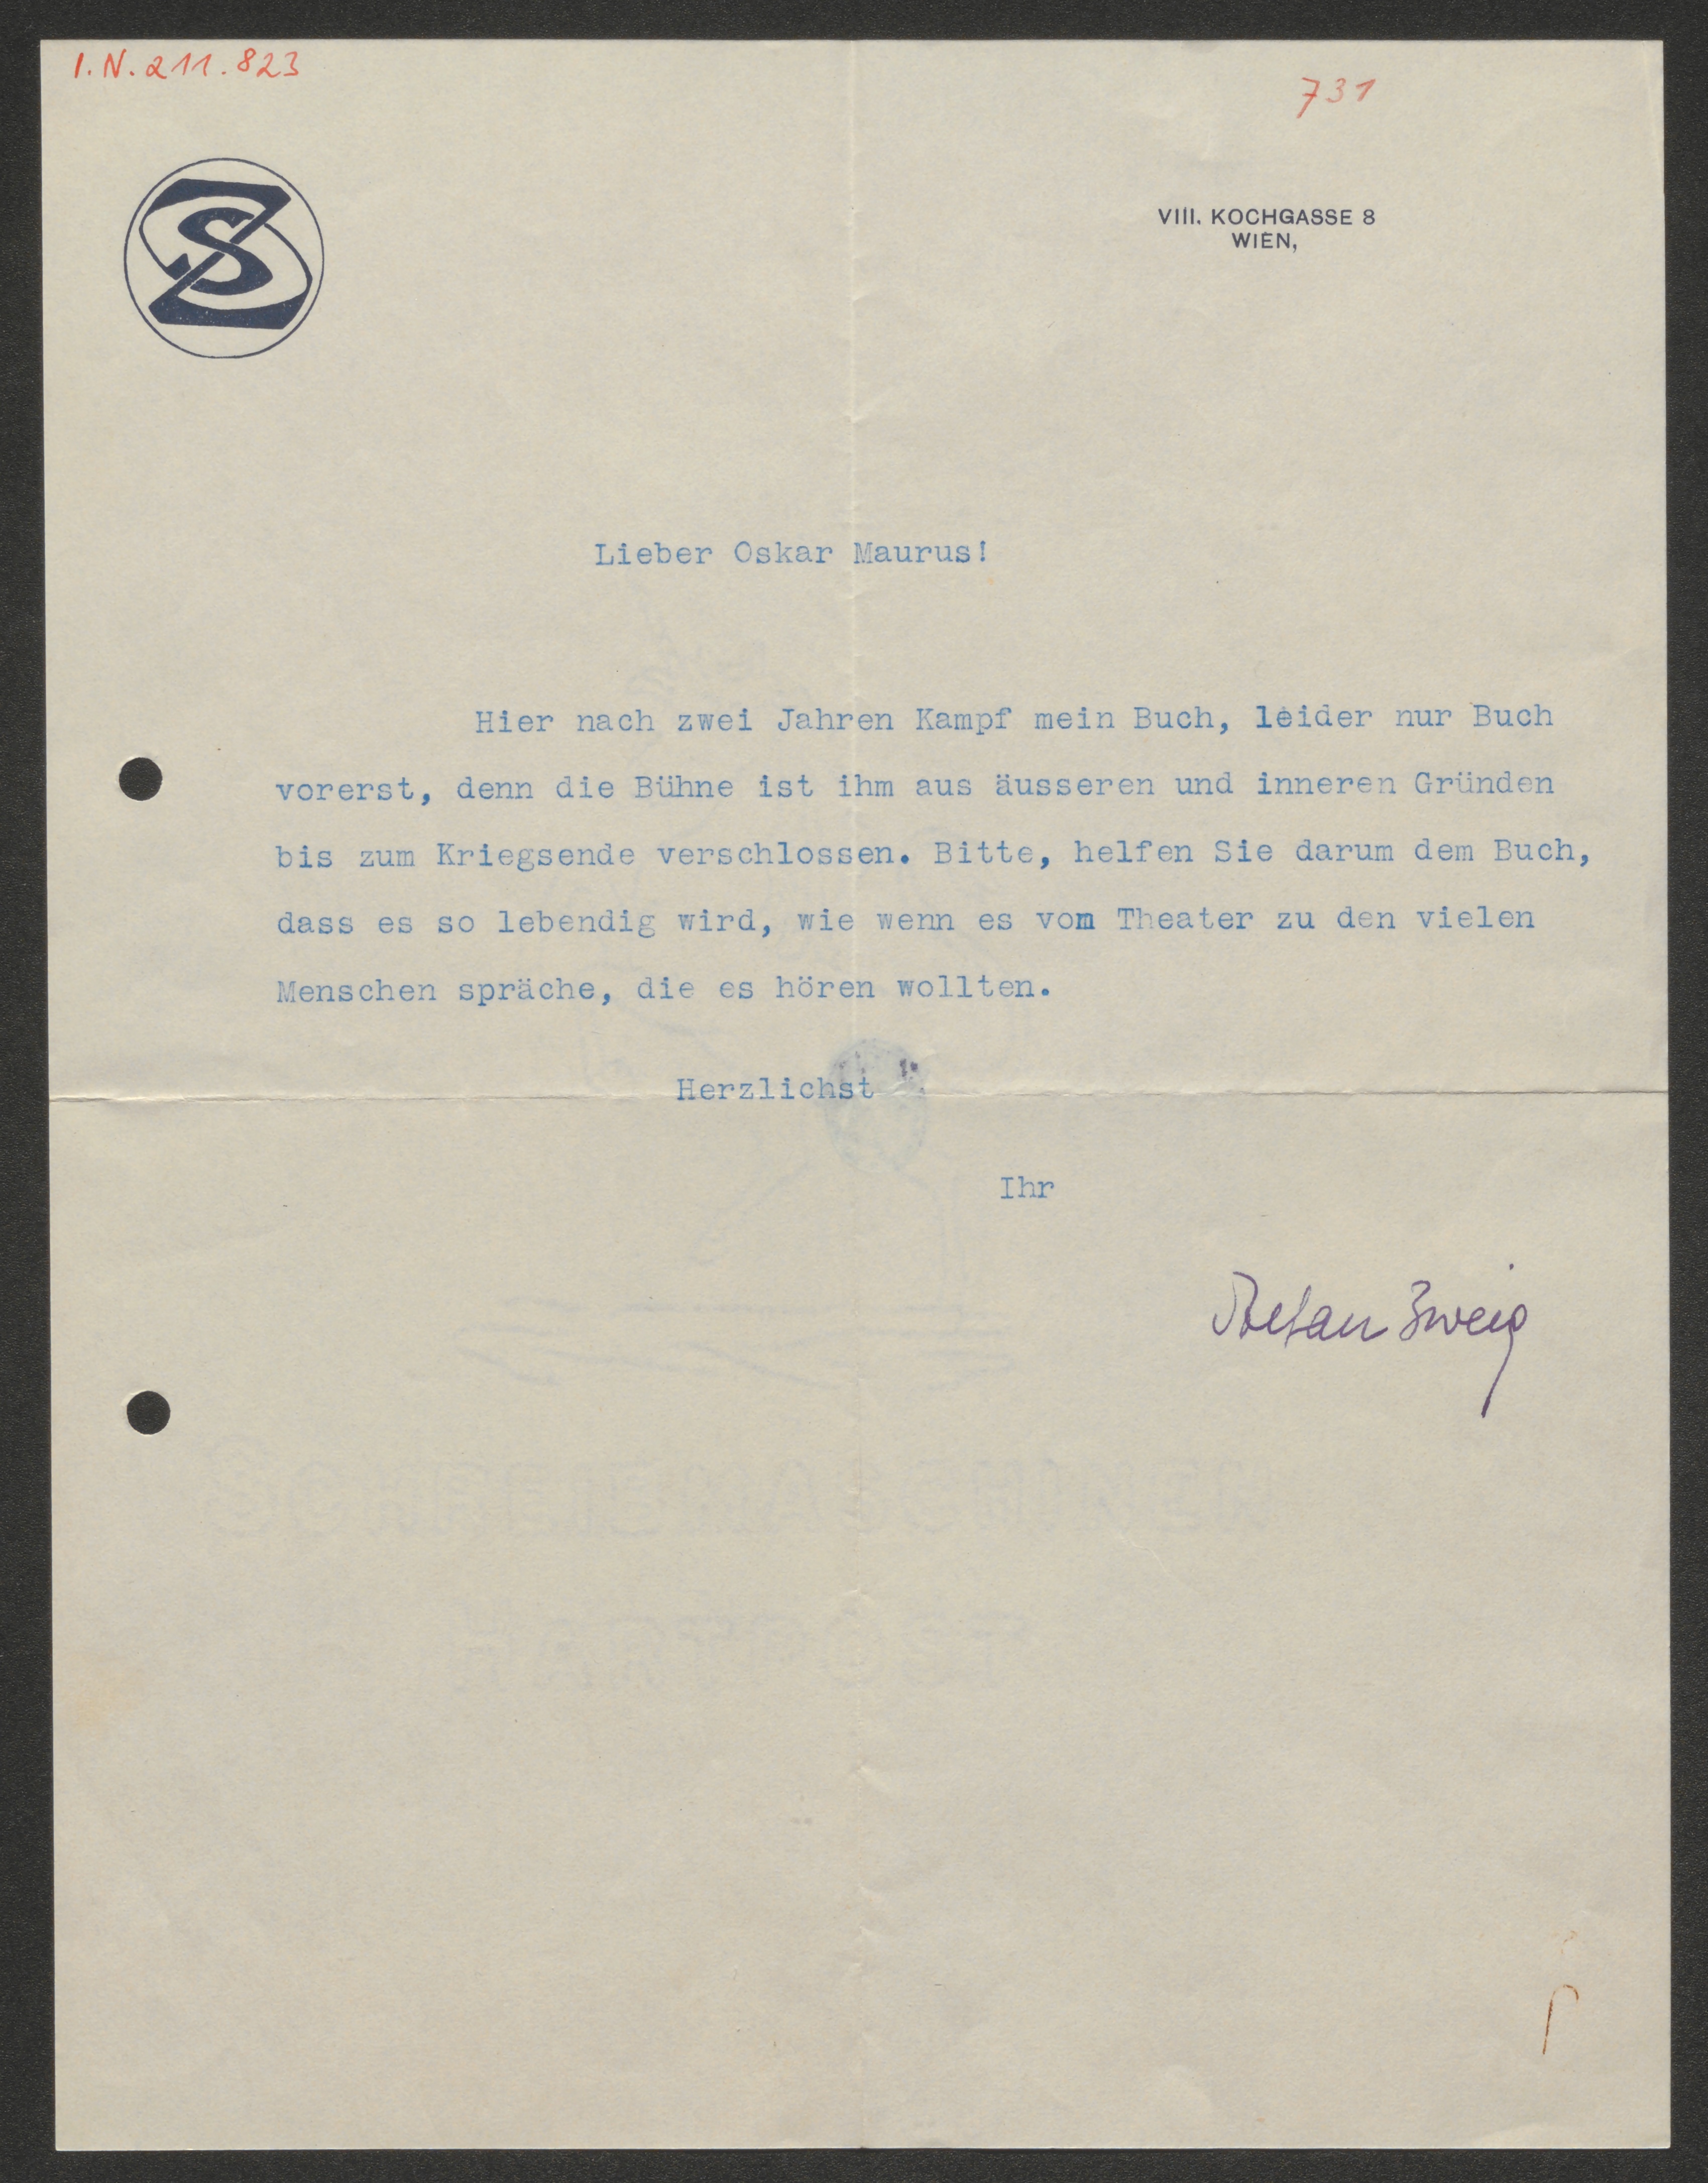 I.N. 211.823
731
SZ
VIII. KOCHGASSE 8
WIEN,
Lieber Oskar Maurus!
Hier nach zwei Jahren Kampf mein Buch, leider nur Buch
vorerst, denn die Bühne ist ihm aus äusseren und inneren Gründen
bis zum Kriegsende verschlossen. Bitte, helfen Sie darum dem Buch,
dass es so lebendig wird, wie wenn es vom Theater zu den vielen
Menschen spräche, die es hören wollten.
Herzlichst
Ihr
Stefan Zweig